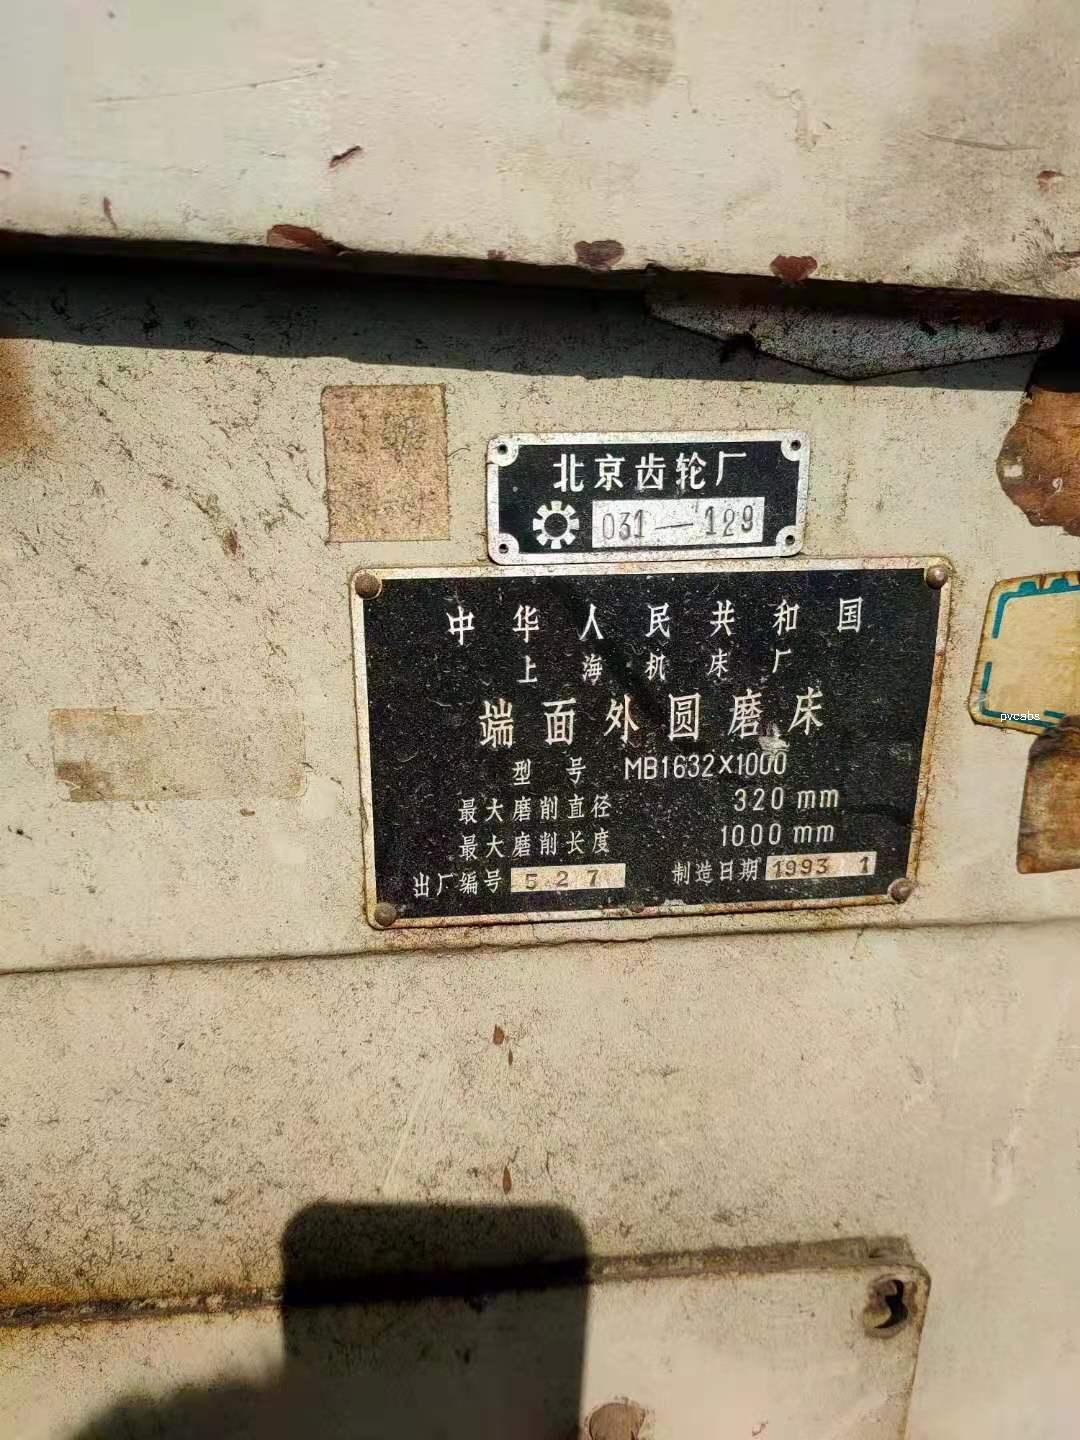 北京齿轮厂
031—129
中华人民共和国
上海机床厂
端面外圆磨床
型号 MB1632X1000
最大磨削直径 320 mm
最大磨削长度 1000 mm
出厂编号 527 制造日期 1993 1
pvcabs